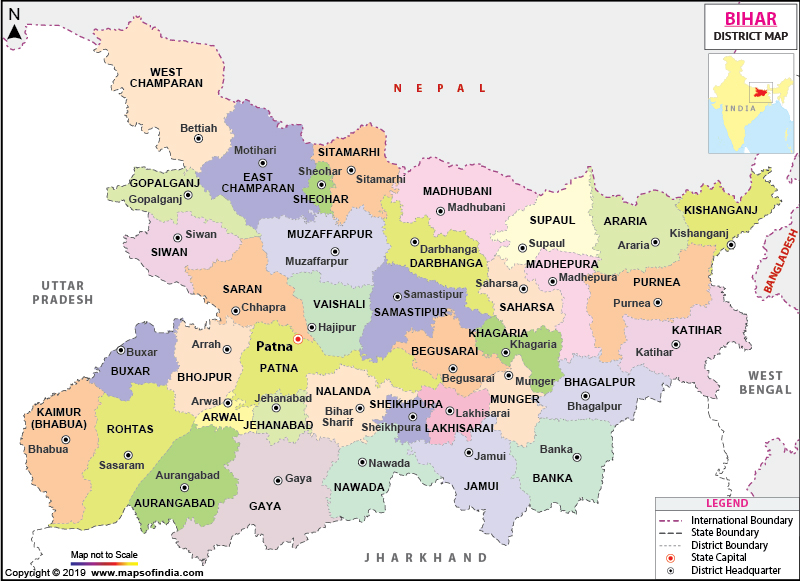 N
BIHAR
DISTRICT MAP
INDIA
NEPAL
WEST
CHAMPARAN
Bettiah
Motihari
EAST
CHAMPARAN
SITAMARHI
Sheohar
Sitamarhi
SHEOHAR
GOPALGANJ
Gopalganj
MADHUBANI
Madhubani
SUPAUL
Supaul
ARARIA
Araria
KISHANGANJ
Kishanganj
Siwan
SIWAN
MUZAFFARPUR
Muzaffarpur
Darbhanga
DARBHANGA
MADHEPURA
Madhepura
BANGLADESH
UTTAR
PRADESH
SARAN
Chhapra
VAISHALI
Hajipur
Samastipur
SAMASTIPUR
Saharsa
SAHARSA
PURNEA
Purnea
KATIHAR
Katihar
Buxar
BUXAR
Arrah
BHOJPUR
Patna
PATNA
BEGUSARAI
Begusarai
KHAGARIA
Khagaria
Munger
MUNGER
BHAGALPUR
Bhagalpur
WEST
BENGAL
KAIMUR
(BHABUA)
Bhabua
ROHTAS
Sasaram
Arwal
ARWAL
Jehanabad
JEHANABAD
NALANDA
Bihar
Sharif
SHEIKHPURA
Sheikhpura
Lakhisarai
LAKHISARAI
Aurangabad
AURANGABAD
Gaya
GAYA
Nawada
NAWADA
Jamui
JAMUI
Banka
BANKA
JHARKHAND
LEGEND
International Boundary
State Boundary
District Boundary
State Capital
District Headquarter
Map not to Scale
Copyright © 2019 www.mapsofindia.com